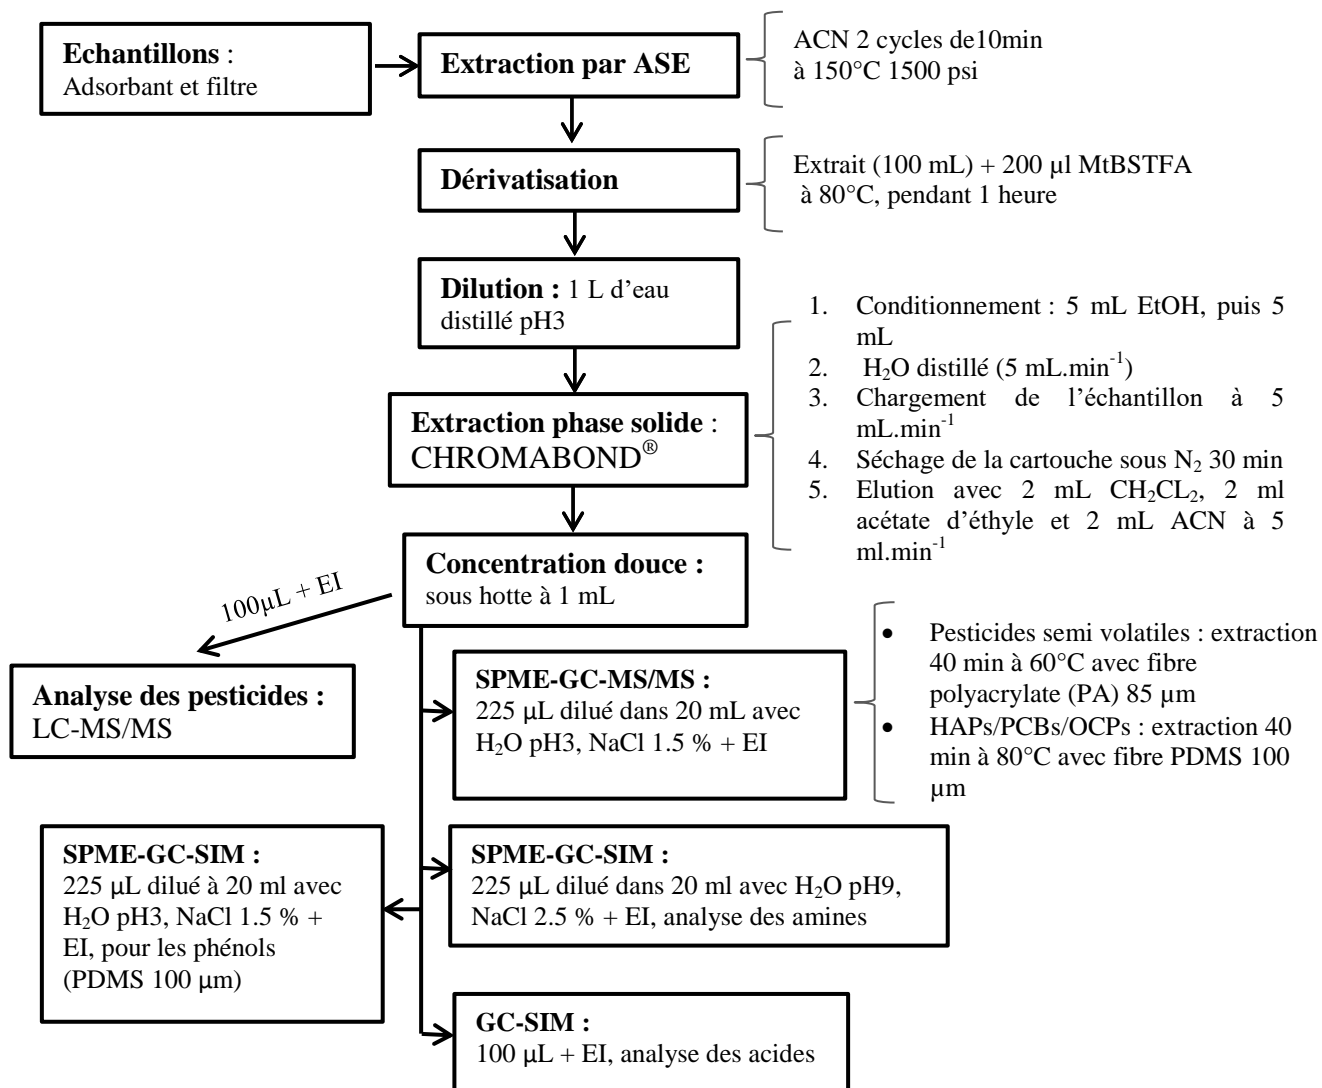 Echantillons :
Adsorbant et filtre
Extraction par ASE
ACN 2 cycles de10min
à 150°C 1500 psi
Dérivatisation
Extrait (100 mL) + 200 µl MtBSTFA
à 80°C, pendant 1 heure
Dilution : 1 L d’eau
distillé pH3
Extraction phase solide :
CHROMABOND®
1. Conditionnement : 5 mL EtOH, puis 5
mL
2. H₂O distillé (5 mL.min⁻¹)
3. Chargement de l’échantillon à 5
mL.min⁻¹
4. Séchage de la cartouche sous N₂ 30 min
5. Elution avec 2 mL CH₂CL₂, 2 ml
acétate d’éthyle et 2 mL ACN à 5
ml.min⁻¹
Concentration douce :
sous hotte à 1 mL
100µL + EI
Analyse des pesticides :
LC-MS/MS
SPME-GC-MS/MS :
225 µL dilué dans 20 mL avec
H₂O pH3, NaCl 1.5 % + EI
• Pesticides semi volatiles : extraction
40 min à 60°C avec fibre
polyacrylate (PA) 85 µm
• HAPs/PCBs/OCPs : extraction 40
min à 80°C avec fibre PDMS 100
µm
SPME-GC-SIM :
225 µL dilué à 20 ml avec
H₂O pH3, NaCl 1.5 % +
EI, pour les phénols
(PDMS 100 µm)
SPME-GC-SIM :
225 µL dilué dans 20 ml avec H₂O pH9,
NaCl 2.5 % + EI, analyse des amines
GC-SIM :
100 µL + EI, analyse des acides